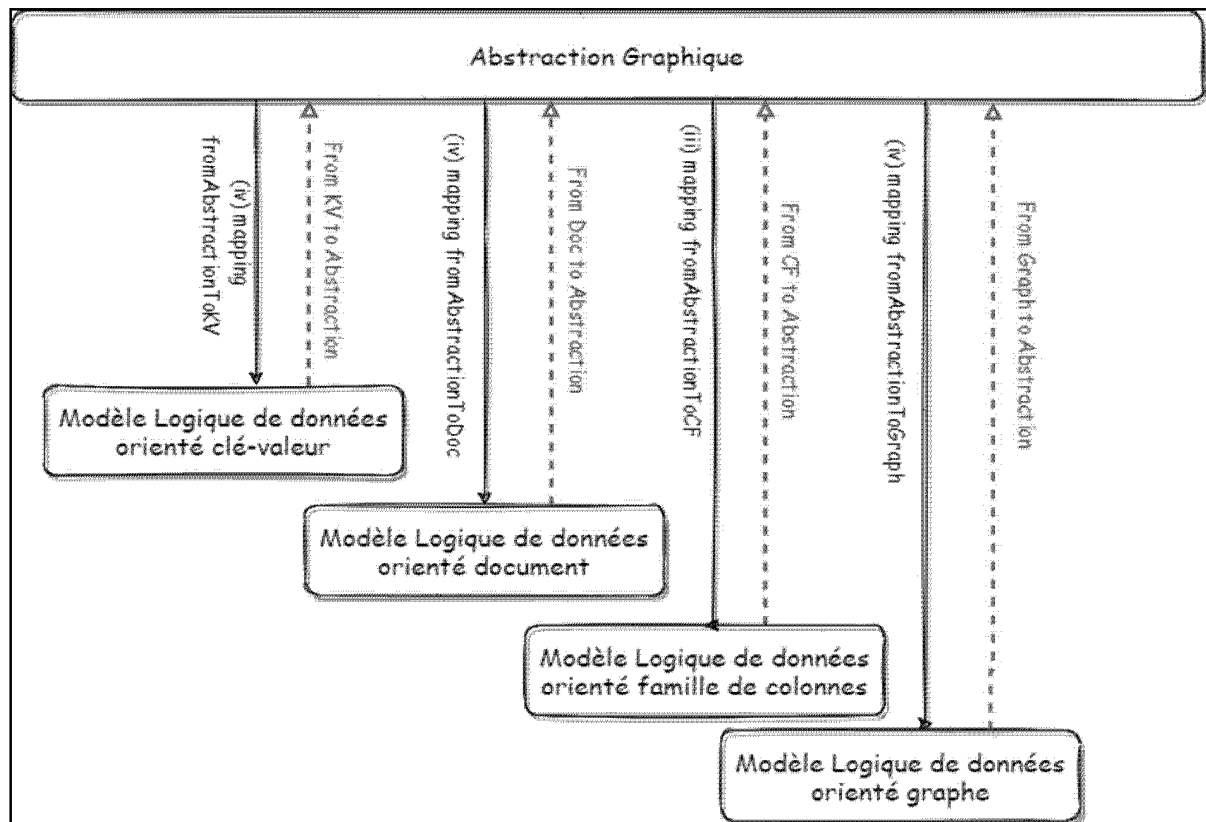 Abstraction Graphique
(iv) mapping
fromAbstractionToKV
From KV to Abstraction
(iv) mapping fromAbstractionToDoc
From Doc to Abstraction
(iii) mapping fromAbstractionToCF
From CF to Abstraction
(iv) mapping fromAbstractionToGraph
From Graph to Abstraction
Modèle Logique de données
orienté clé-valeur
Modèle Logique de données
orienté document
Modèle Logique de données
orienté famille de colonnes
Modèle Logique de données
orienté graphe